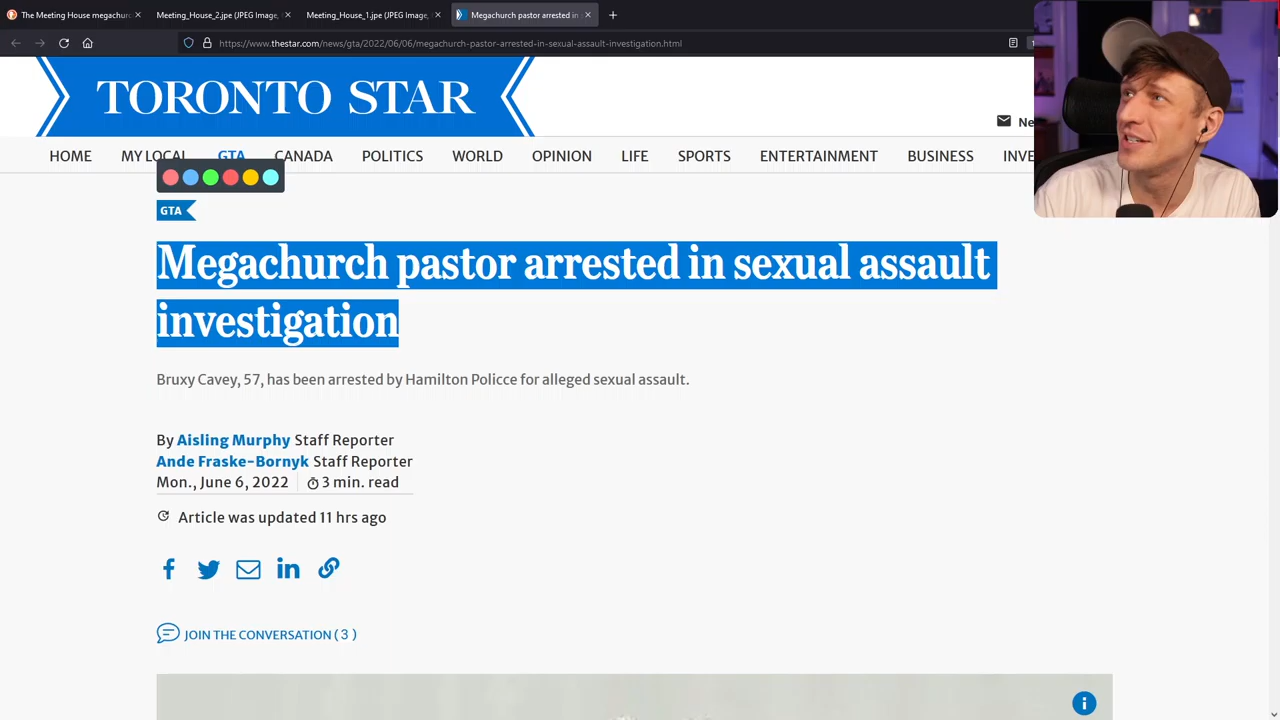 The Meeting House megachurc
Meeting_House_2.jpe (JPEG Image,
Meeting_House_1.jpe (JPEG Image,
Megachurch pastor arrested in
https://www.thestar.com/news/gta/2022/06/06/megachurch-pastor-arrested-in-sexual-assault-investigation.html
TORONTO STAR
HOME MY LOCAL GTA CANADA POLITICS WORLD OPINION LIFE SPORTS ENTERTAINMENT BUSINESS INVE
GTA
Megachurch pastor arrested in sexual assault
investigation
Bruxy Cavey, 57, has been arrested by Hamilton Policce for alleged sexual assault.
By Aisling Murphy Staff Reporter
Ande Fraske-Bornyk Staff Reporter
Mon., June 6, 2022 3 min. read
Article was updated 11 hrs ago
JOIN THE CONVERSATION ( 3 )